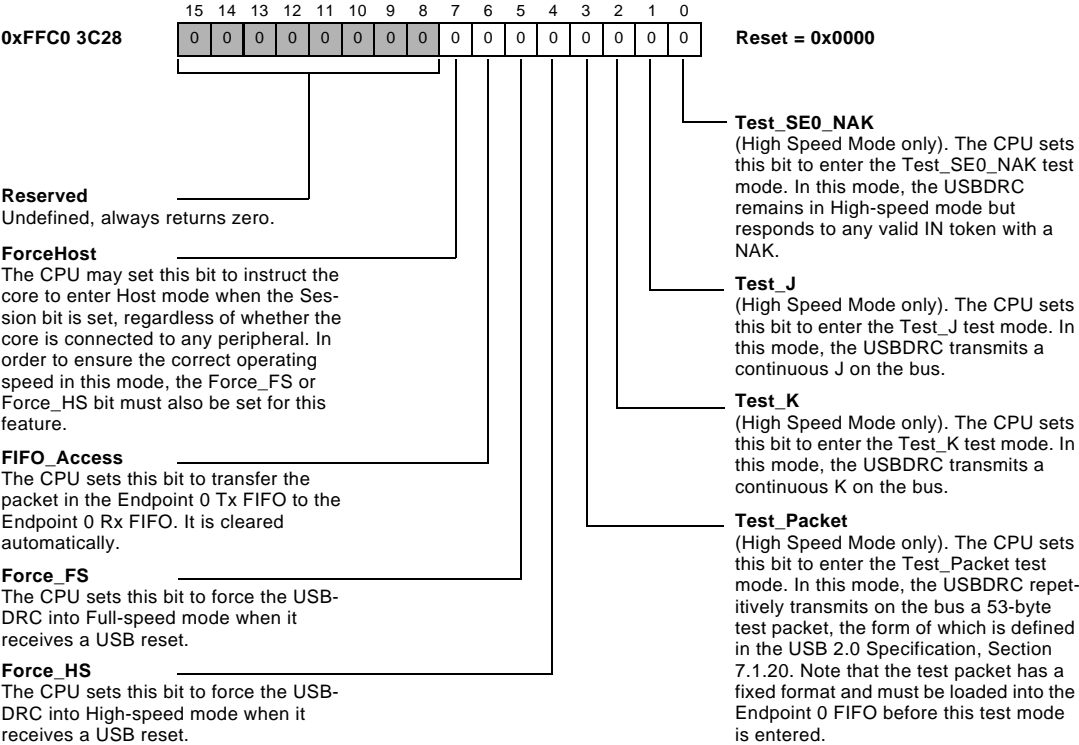 15 14 13 12 11 10 9 8 7 6 5 4 3 2 1 0
0xFFC0 3C28 0 0 0 0 0 0 0 0 0 0 0 0 0 0 0 0 Reset = 0x0000
Reserved
Undefined, always returns zero.
ForceHost
The CPU may set this bit to instruct the
core to enter Host mode when the Ses-
sion bit is set, regardless of whether the
core is connected to any peripheral. In
order to ensure the correct operating
speed in this mode, the Force_FS or
Force_HS bit must also be set for this
feature.
FIFO_Access
The CPU sets this bit to transfer the
packet in the Endpoint 0 Tx FIFO to the
Endpoint 0 Rx FIFO. It is cleared
automatically.
Force_FS
The CPU sets this bit to force the USB-
DRC into Full-speed mode when it
receives a USB reset.
Force_HS
The CPU sets this bit to force the USB-
DRC into High-speed mode when it
receives a USB reset.
Test_SE0_NAK
(High Speed Mode only). The CPU sets
this bit to enter the Test_SE0_NAK test
mode. In this mode, the USBDRC
remains in High-speed mode but
responds to any valid IN token with a
NAK.
Test_J
(High Speed Mode only). The CPU sets
this bit to enter the Test_J test mode. In
this mode, the USBDRC transmits a
continuous J on the bus.
Test_K
(High Speed Mode only). The CPU sets
this bit to enter the Test_K test mode. In
this mode, the USBDRC transmits a
continuous K on the bus.
Test_Packet
(High Speed Mode only). The CPU sets
this bit to enter the Test_Packet test
mode. In this mode, the USBDRC repet-
itively transmits on the bus a 53-byte
test packet, the form of which is defined
in the USB 2.0 Specification, Section
7.1.20. Note that the test packet has a
fixed format and must be loaded into the
Endpoint 0 FIFO before this test mode
is entered.